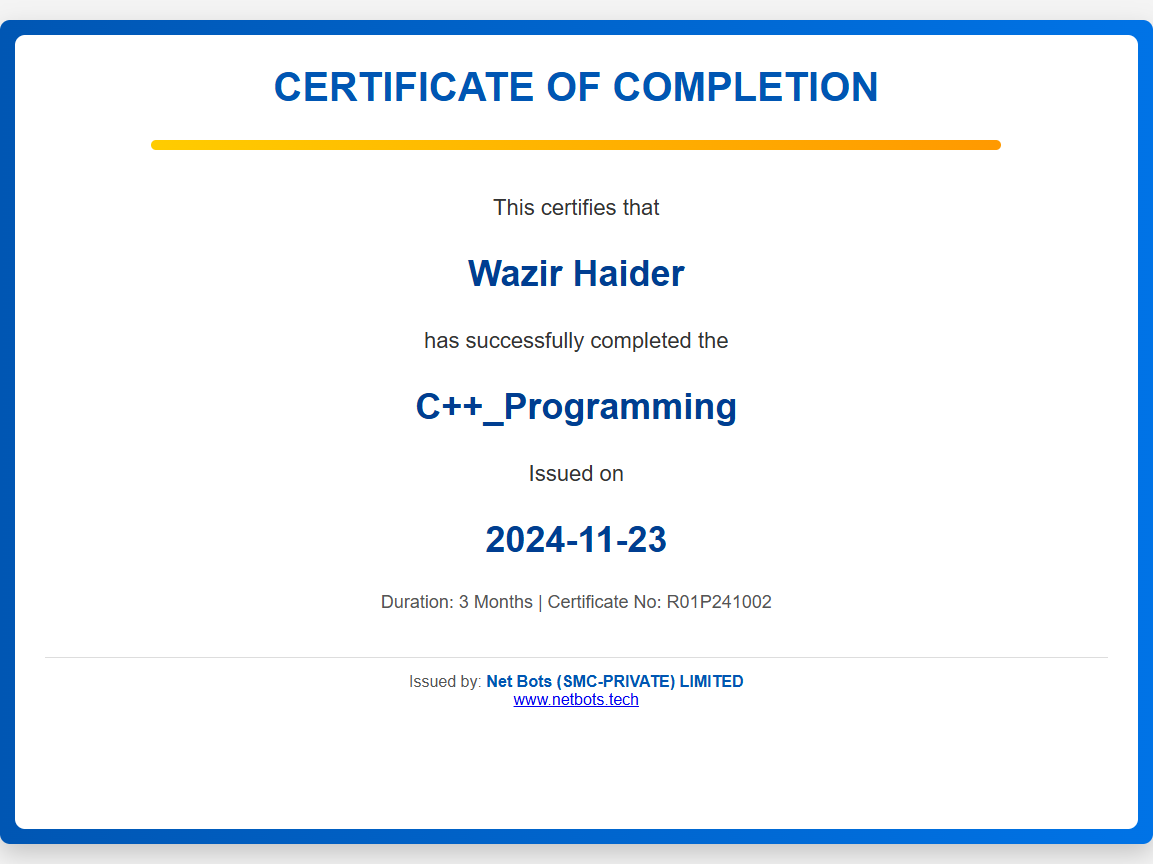 CERTIFICATE OF COMPLETION
This certifies that
Wazir Haider
has successfully completed the
C++_Programming
Issued on
2024-11-23
Duration: 3 Months | Certificate No: R01P241002
Issued by: Net Bots (SMC-PRIVATE) LIMITED
www.netbots.tech